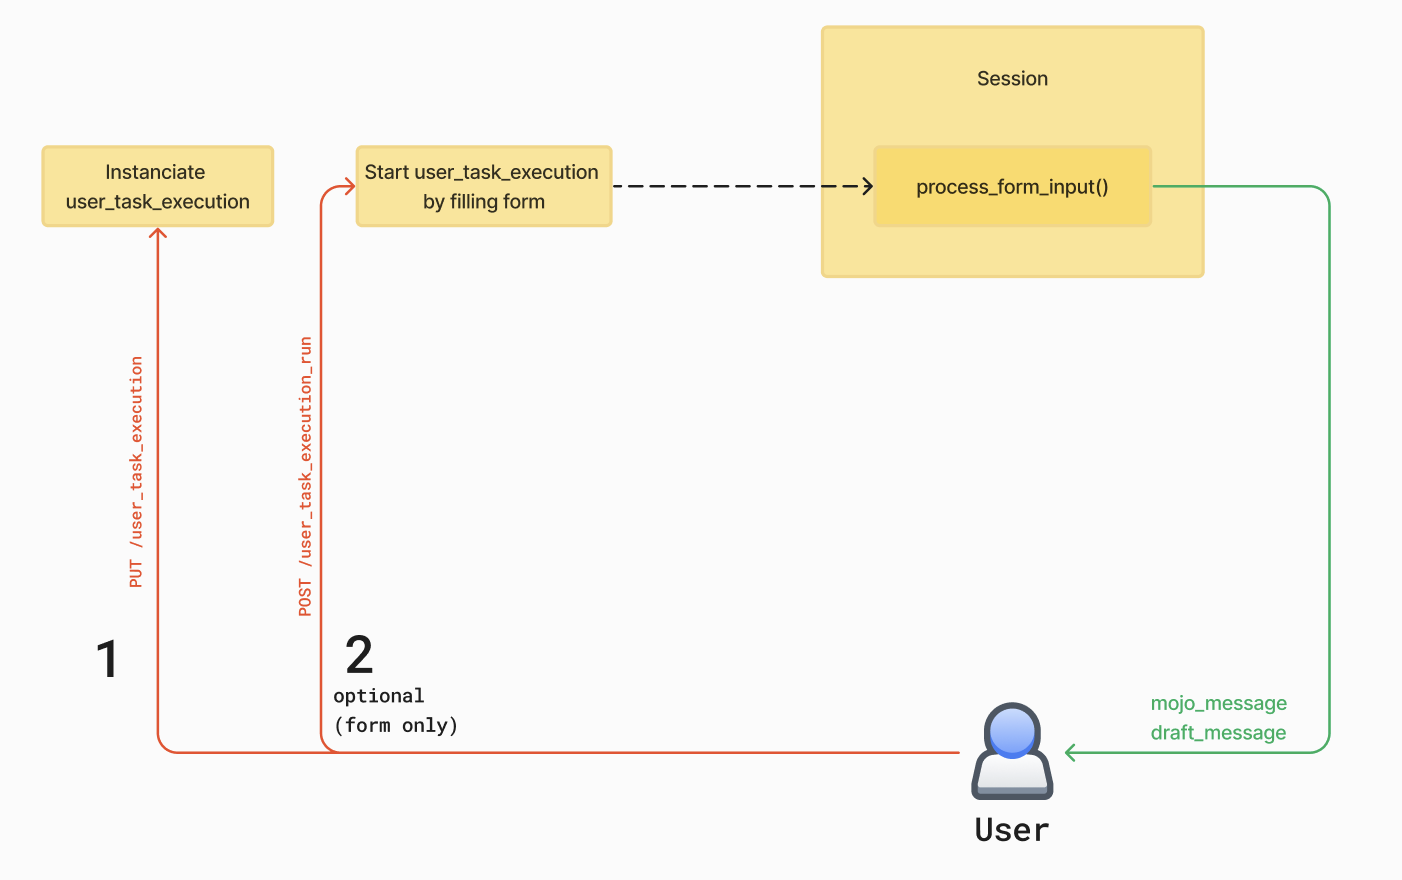 Session
Instanciate
user_task_execution
Start user_task_execution
by filling form
process_form_input()
PUT /user_task_execution
POST /user_task_execution_run
1
2
optional
(form only)
mojo_message
draft_message
User